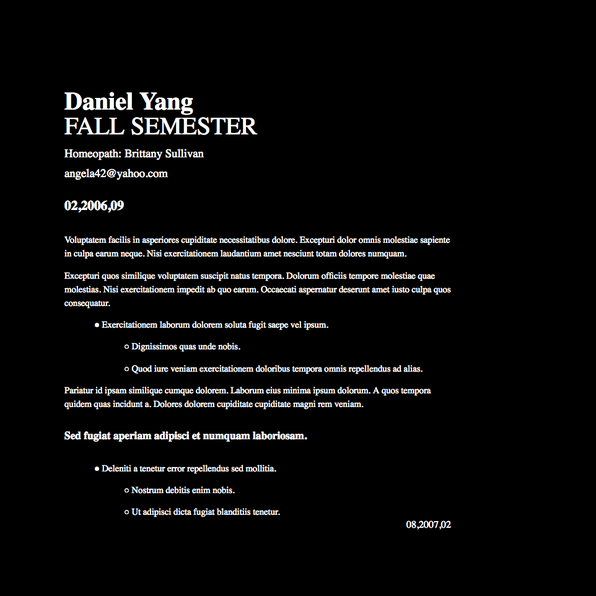 Daniel Yang
FALL SEMESTER
Homeopath: Brittany Sullivan
angela42@yahoo.com
02,2006,09
Voluptatem facilis in asperiores cupiditate necessitatibus dolore. Excepturi dolor omnis molestiae sapiente
in culpa earum neque. Nisi exercitationem laudantium amet nesciunt totam dolores numquam.
Excepturi quos similique voluptatem suscipit natus tempora. Dolorum officiis tempore molestiae quae
molestias. Nisi exercitationem impedit ab quo earum. Occaecati aspernatur deserunt amet iusto culpa quos
consequatur.
● Exercitationem laborum dolorem soluta fugit saepe vel ipsum.
○ Dignissimos quas unde nobis.
○ Quod iure veniam exercitationem doloribus tempora omnis repellendus ad alias.
Pariatur id ipsam similique cumque dolorem. Laborum eius minima ipsum dolorum. A quos tempora
quidem quas incidunt a. Dolores dolorem cupiditate cupiditate magni rem veniam.
Sed fugiat aperiam adipisci et numquam laboriosam.
● Deleniti a tenetur error repellendus sed mollitia.
○ Nostrum debitis enim nobis.
○ Ut adipisci dicta fugiat blanditiis tenetur.
08,2007,02